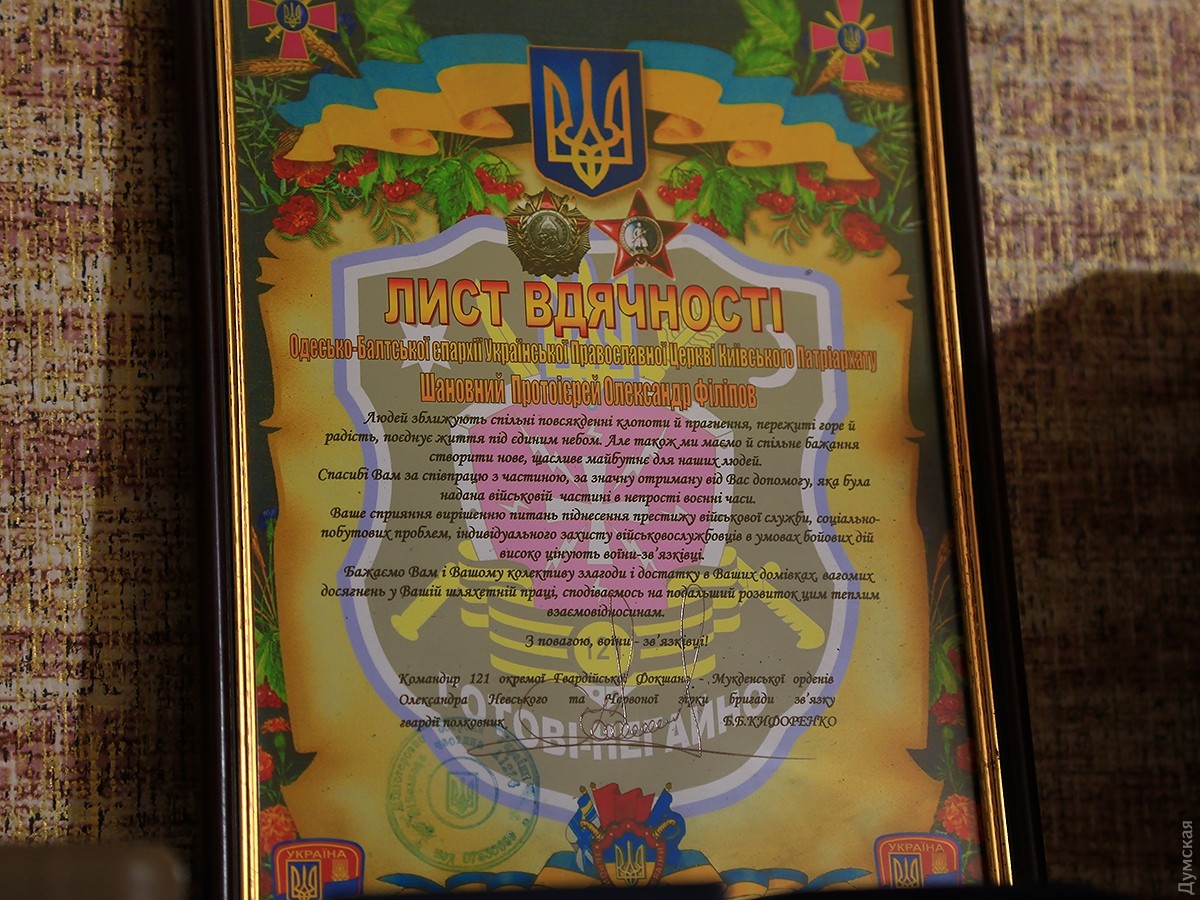 ЛИСТ ВДЯЧНОСТІ
Одесько-Балтської єпархії Української Православної Церкві Київського Патріархату
Шановний Протоієрей Олександр Філіпов
Людей зближують спільні повсякденні клопоти й прагнення, пережиті горе й
радість, поєднує життя під єдиним небом. Але також ми маємо й спільне бажання
створити нове, щасливе майбутнє для наших людей.
Спасибі Вам за співпрацю з частиною, за значну отриману від Вас допомогу, яка була
надана військовій частині в непрості воєнні часи.
Ваше сприяння вирішенню питань піднесення престижу військової служби, соціально-
побутових проблем, індивідуального захисту військовослужбовців в умовах бойових дій
високо цінують воїни-зв'язківці.
Бажаємо Вам і Вашому колективу злагоди і достатку в Ваших домівках, вагомих
досягнень у Вашій шляхетній праці, сподіваємось на подальший розвиток цим теплим
взаємовідносинам.
З повагою, воїни - зв'язківці!
Командир 121 окремої Гвардійської Фокшано - Мукденської орденів
Олександра Невського та Червоної зірки бригади зв'язку
гвардії полковник Б.Б.КИФОРЕНКО
УКРАЇНА
УКРАЇНА
Думская